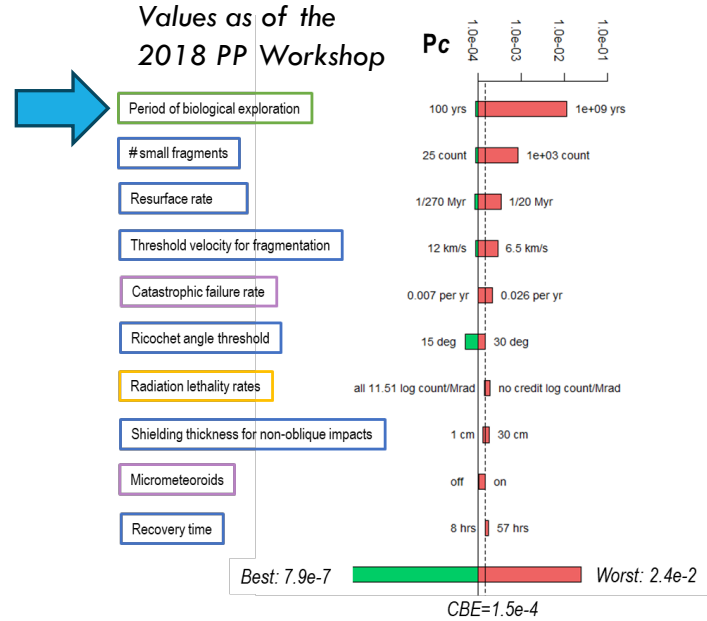 Values as of the
2018 PP Workshop
Pc
1.0e-04
1.0e-03
1.0e-02
1.0e-01
Period of biological exploration
100 yrs
1e+09 yrs
# small fragments
25 count
1e+03 count
Resurface rate
1/270 Myr
1/20 Myr
Threshold velocity for fragmentation
12 km/s
6.5 km/s
Catastrophic failure rate
0.007 per yr
0.026 per yr
Ricochet angle threshold
15 deg
30 deg
Radiation lethality rates
all 11.51 log count/Mrad
no credit log count/Mrad
Shielding thickness for non-oblique impacts
1 cm
30 cm
Micrometeoroids
off
on
Recovery time
8 hrs
57 hrs
Best: 7.9e-7
Worst: 2.4e-2
CBE=1.5e-4